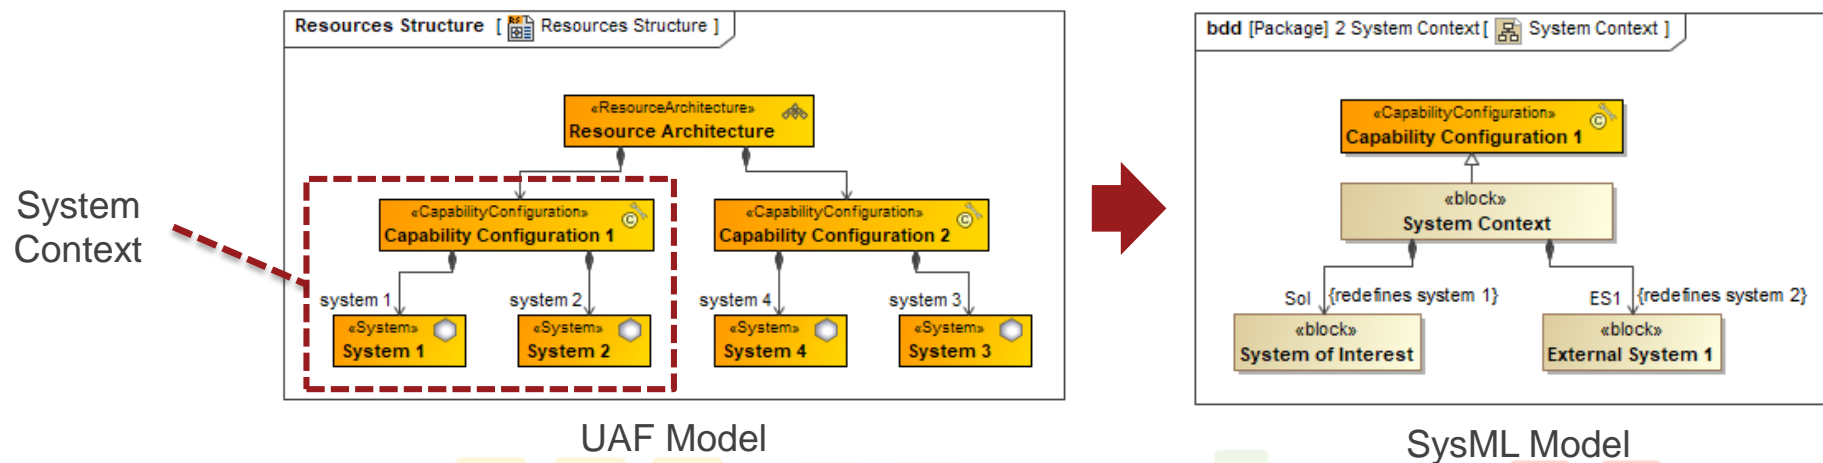 Resources Structure [ Resources Structure ]
«ResourceArchitecture»
Resource Architecture
System
Context
«CapabilityConfiguration»
Capability Configuration 1
«CapabilityConfiguration»
Capability Configuration 2
system 1
system 2
system 4
system 3
«System»
System 1
«System»
System 2
«System»
System 4
«System»
System 3
UAF Model
bdd [Package] 2 System Context [ System Context ]
«CapabilityConfiguration»
Capability Configuration 1
«block»
System Context
SoI {redefines system 1}
ES1 {redefines system 2}
«block»
System of Interest
«block»
External System 1
SysML Model